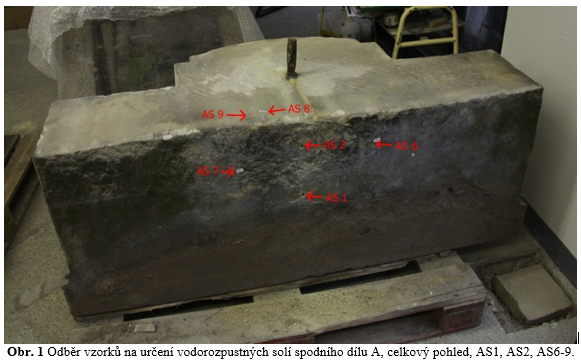 AS 9
AS 8
AS 2
AS 6
AS 7
AS 1
Obr. 1 Odběr vzorků na určení vodorozpustných solí spodního dílu A, celkový pohled, AS1, AS2, AS6-9.